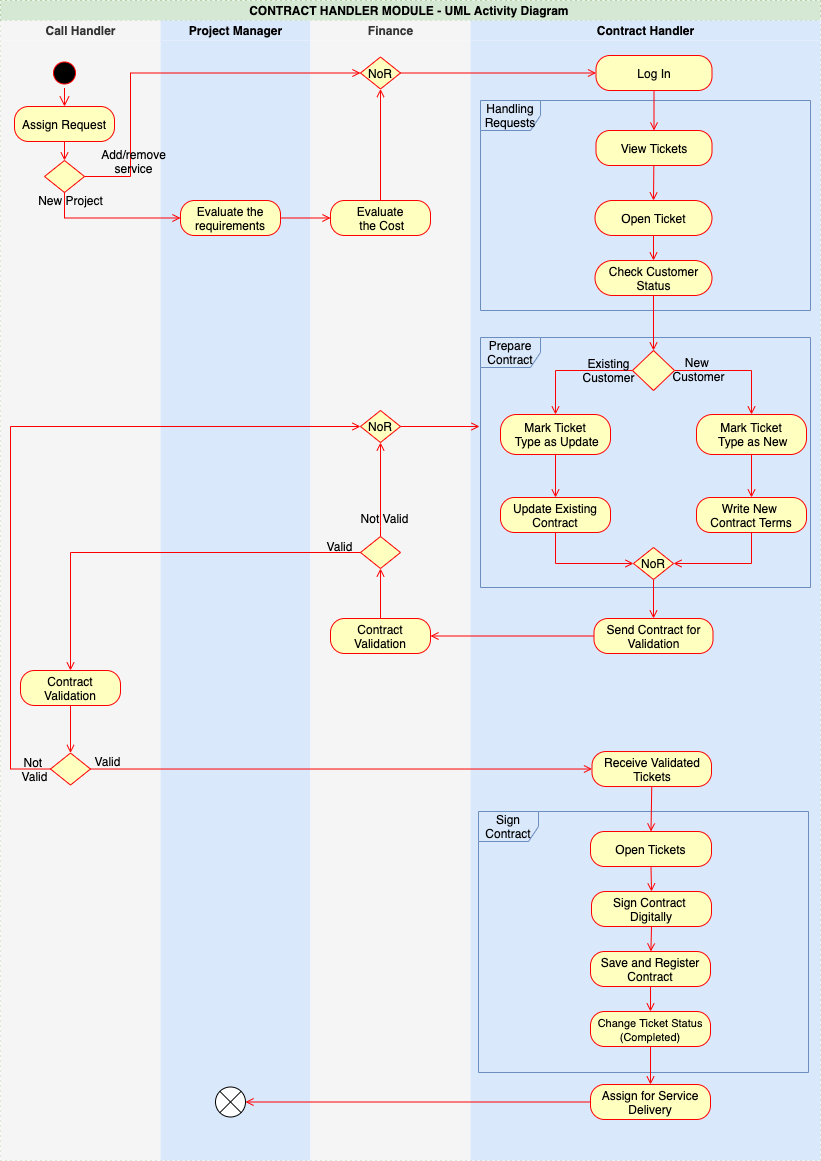 CONTRACT HANDLER MODULE - UML Activity Diagram
Call Handler
Project Manager
Finance
Contract Handler
NoR
Log In
Assign Request
Handling
Requests
Add/remove
service
View Tickets
New Project
Evaluate the
requirements
Evaluate
the Cost
Open Ticket
Check Customer
Status
Prepare
Contract
Existing
Customer
New
Customer
NoR
Mark Ticket
Type as Update
Mark Ticket
Type as New
Not Valid
Update Existing
Contract
Write New
Contract Terms
Valid
NoR
Contract
Validation
Send Contract for
Validation
Contract
Validation
Not
Valid
Valid
Receive Validated
Tickets
Sign
Contract
Open Tickets
Sign Contract
Digitally
Save and Register
Contract
Change Ticket Status
(Completed)
Assign for Service
Delivery